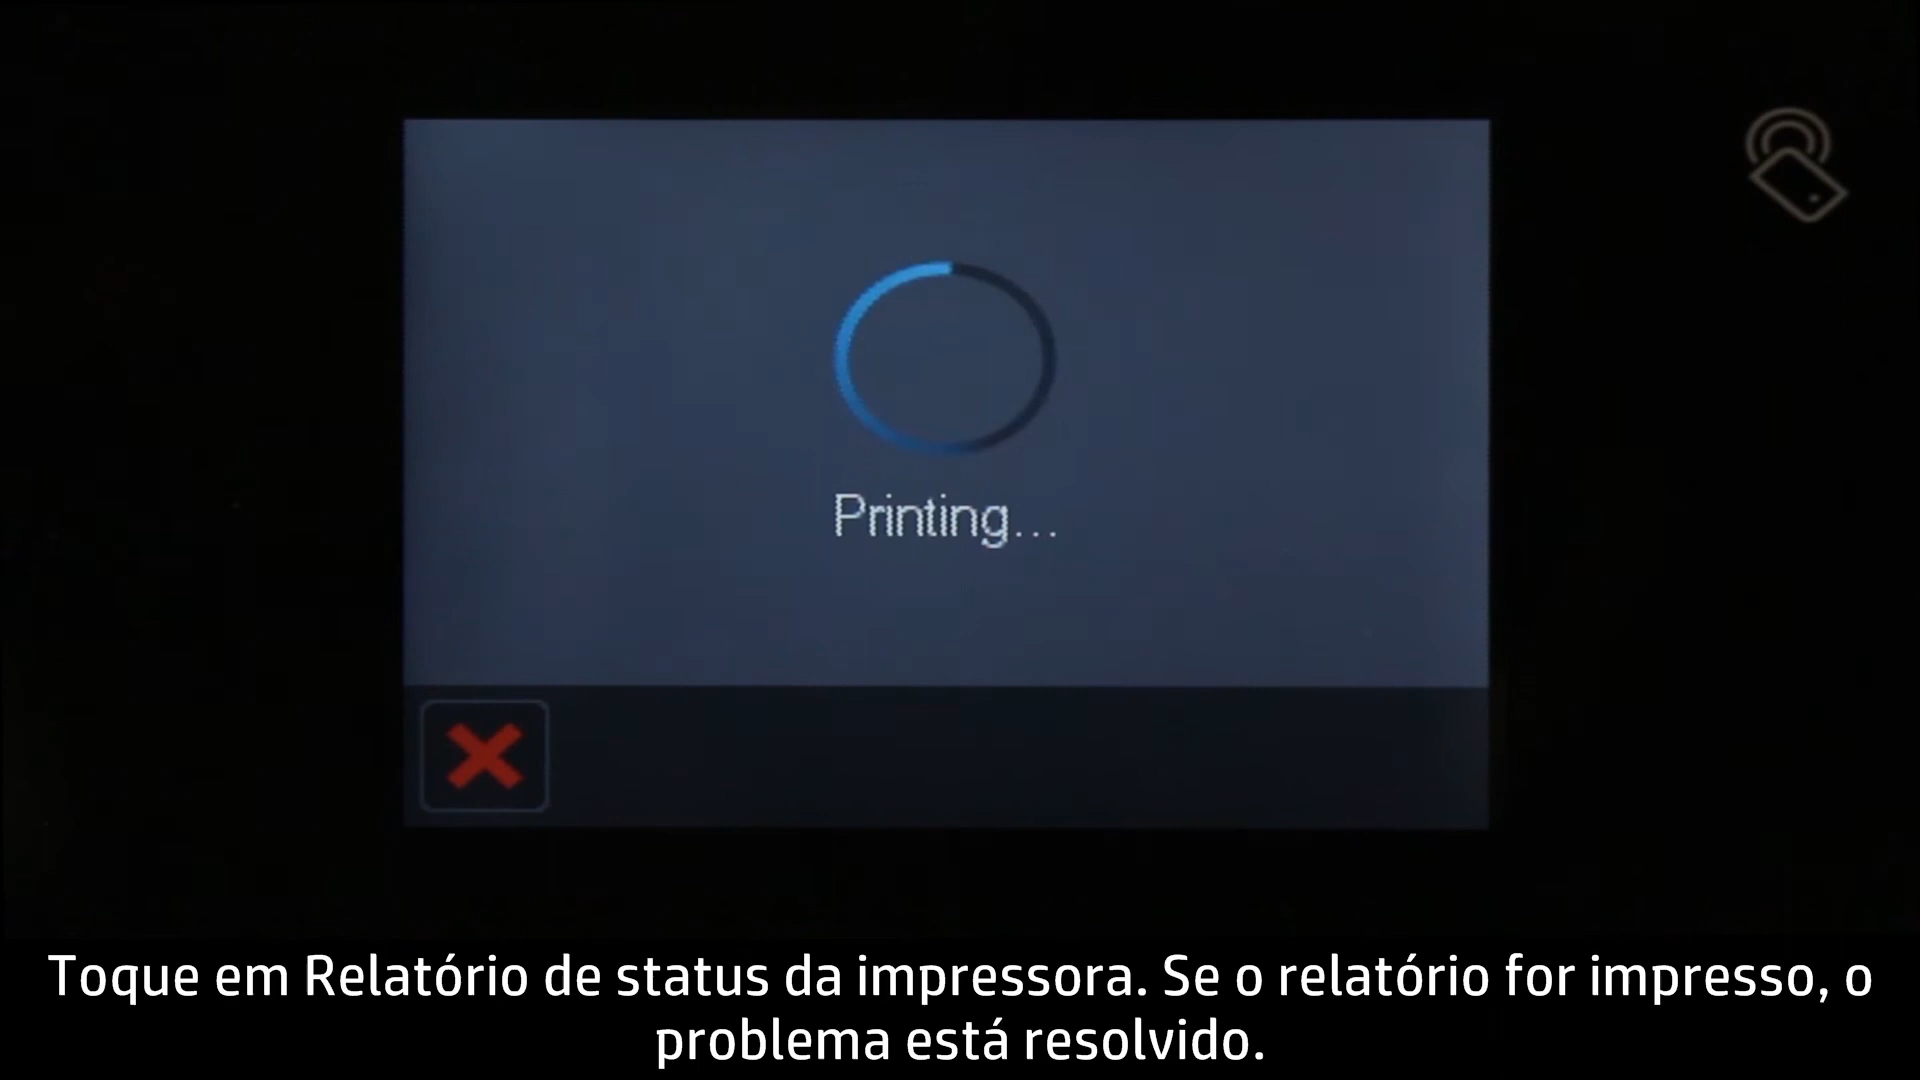 Printing...
Toque em Relatório de status da impressora. Se o relatório for impresso, o
problema está resolvido.